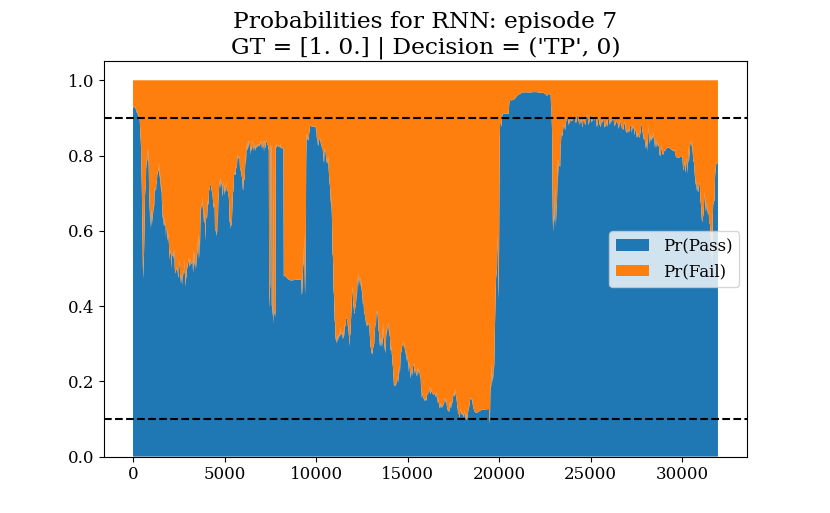 Probabilities for RNN: episode 7
GT = [1. 0.] | Decision = ('TP', 0)
1.0
0.8
0.6
0.4
0.2
0.0
Pr(Pass)
Pr(Fail)
0 5000 10000 15000 20000 25000 30000